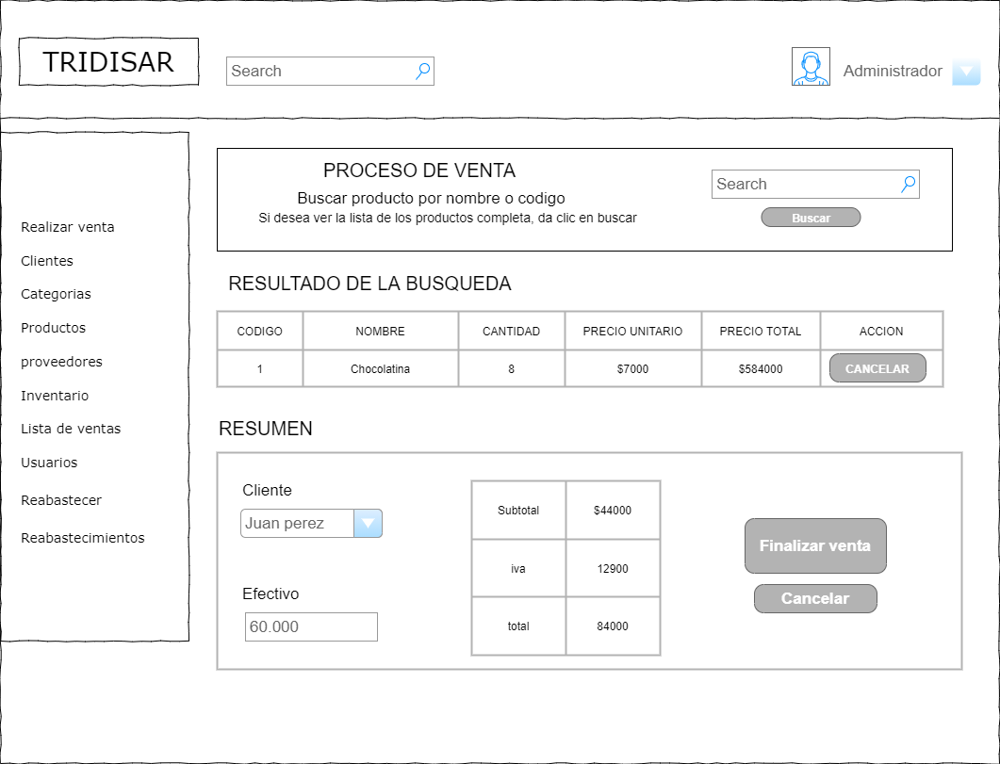 TRIDISAR
Search
Administrador
Realizar venta
Clientes
Categorias
Productos
proveedores
Inventario
Lista de ventas
Usuarios
Reabastecer
Reabastecimientos
PROCESO DE VENTA
Buscar producto por nombre o codigo
Si desea ver la lista de los productos completa, da clic en buscar
Search
Buscar
RESULTADO DE LA BUSQUEDA
CODIGO NOMBRE CANTIDAD PRECIO UNITARIO PRECIO TOTAL ACCION
1 Chocolatina 8 $7000 $584000 CANCELAR
RESUMEN
Cliente
Juan perez
Efectivo
60.000
Subtotal $44000
iva 12900
total 84000
Finalizar venta
Cancelar